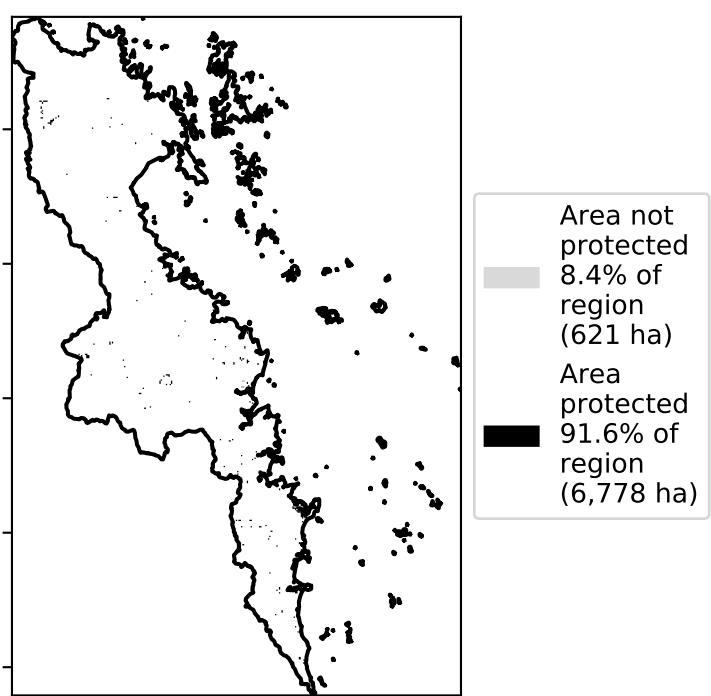 Area not
protected
8.4% of
region
(621 ha)
Area
protected
91.6% of
region
(6,778 ha)